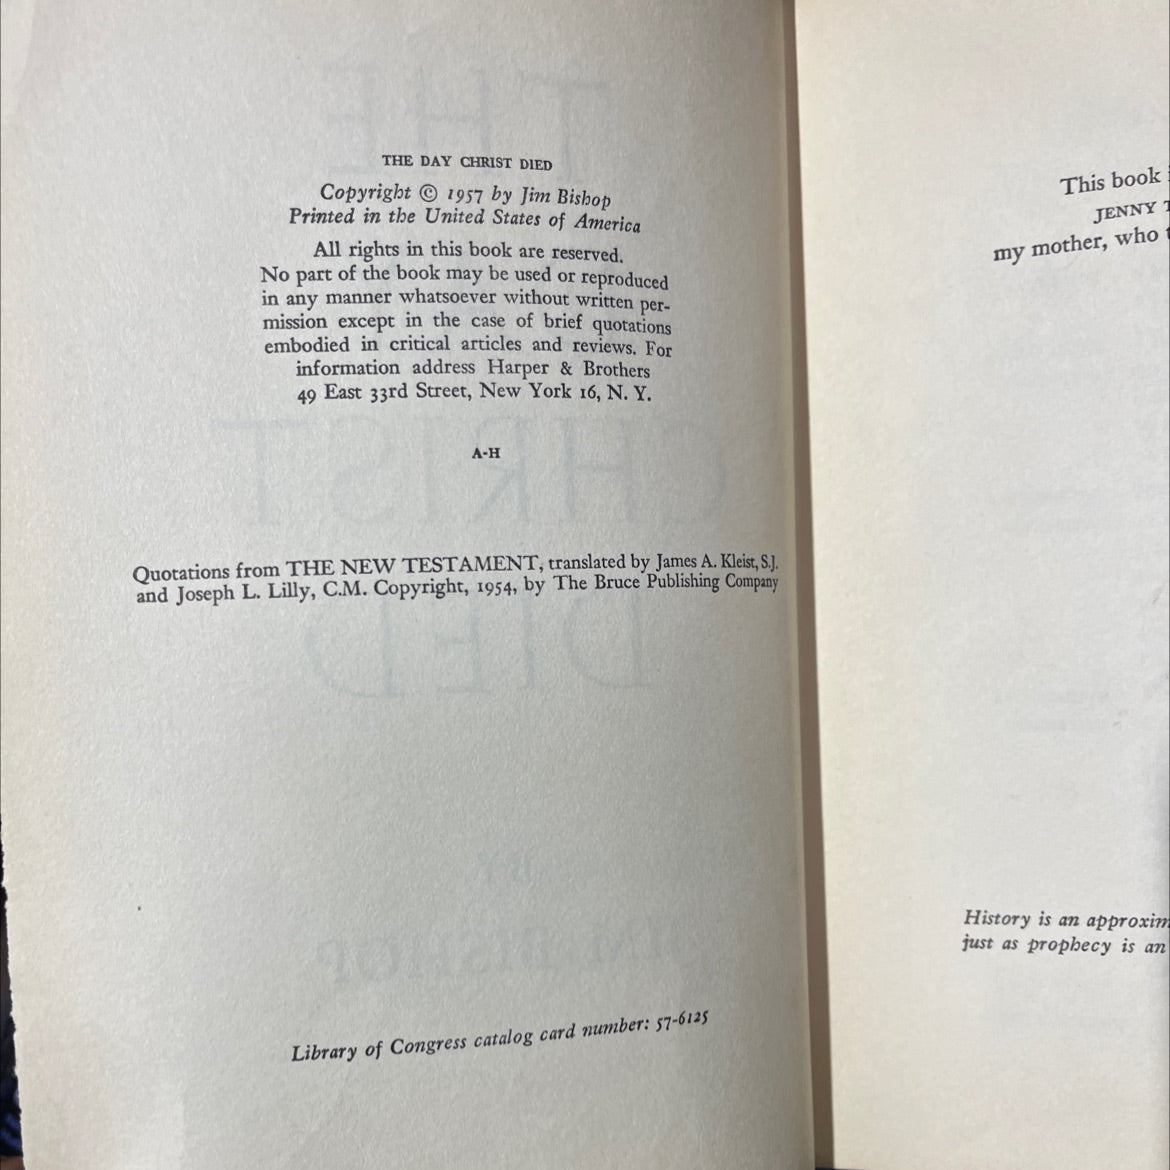 THE DAY CHRIST DIED
Copyright © 1957 by Jim Bishop
Printed in the United States of America
All rights in this book are reserved.
No part of the book may be used or reproduced
in any manner whatsoever without written per-
mission except in the case of brief quotations
embodied in critical articles and reviews. For
information address Harper & Brothers
49 East 33rd Street, New York 16, N. Y.
A-H
Quotations from THE NEW TESTAMENT, translated by James A. Kleist, S.J.
and Joseph L. Lilly, C.M. Copyright, 1954, by The Bruce Publishing Company
Library of Congress catalog card number: 57-6125
This book
JENNY
my mother, who
History is an
just as prophecy is an